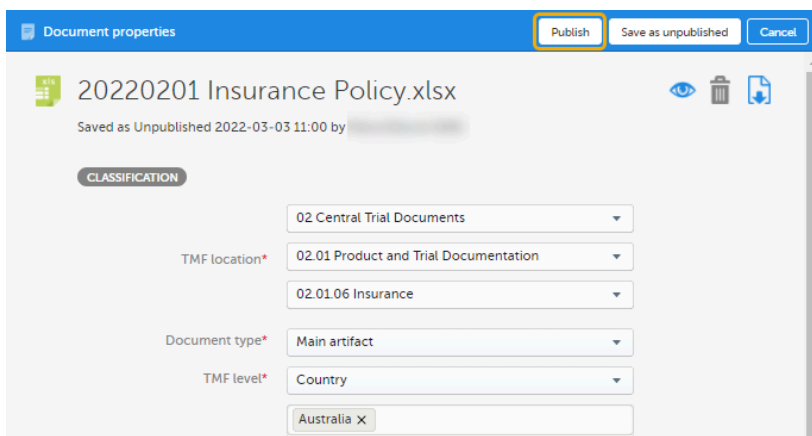 Document properties
Publish
Save as unpublished
Cancel
xls
20220201 Insurance Policy.xlsx
Saved as Unpublished 2022-03-03 11:00 by
CLASSIFICATION
02 Central Trial Documents
TMF location* 02.01 Product and Trial Documentation
02.01.06 Insurance
Document type* Main artifact
TMF level* Country
Australia X